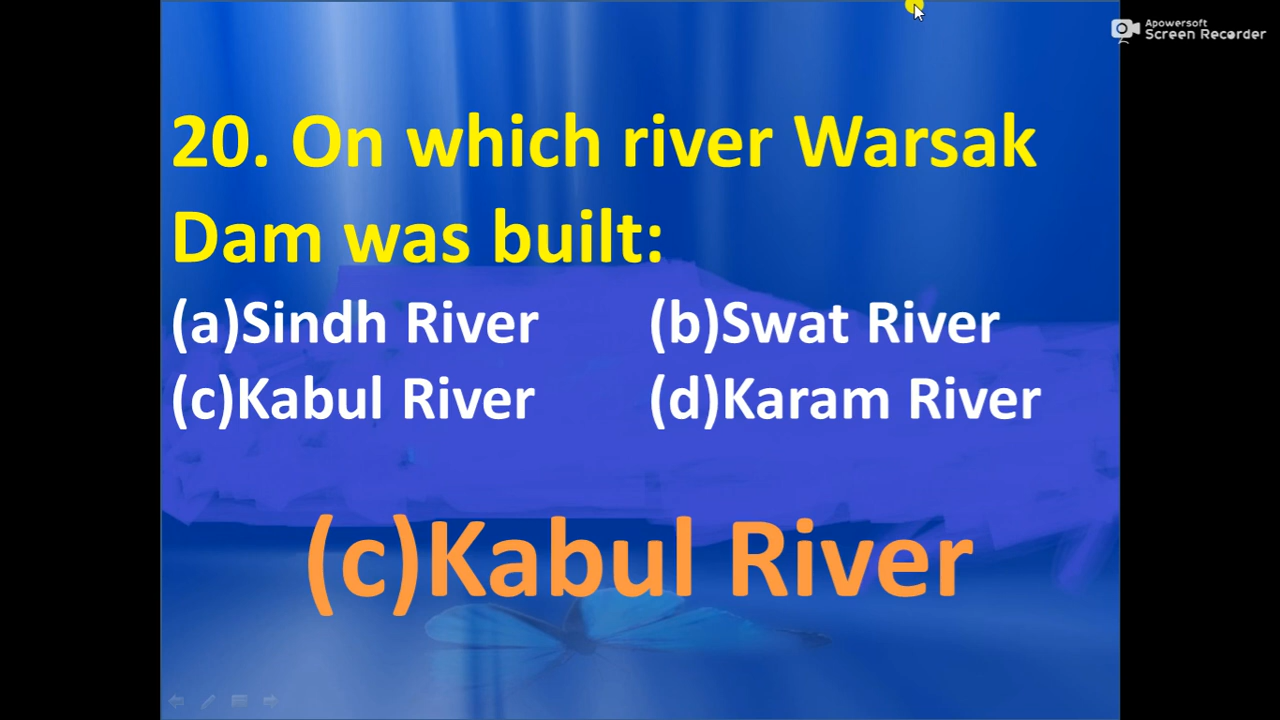 Apowersoft
Screen Recorder
20. On which river Warsak
Dam was built:
(a)Sindh River (b)Swat River
(c)Kabul River (d)Karam River
(c)Kabul River